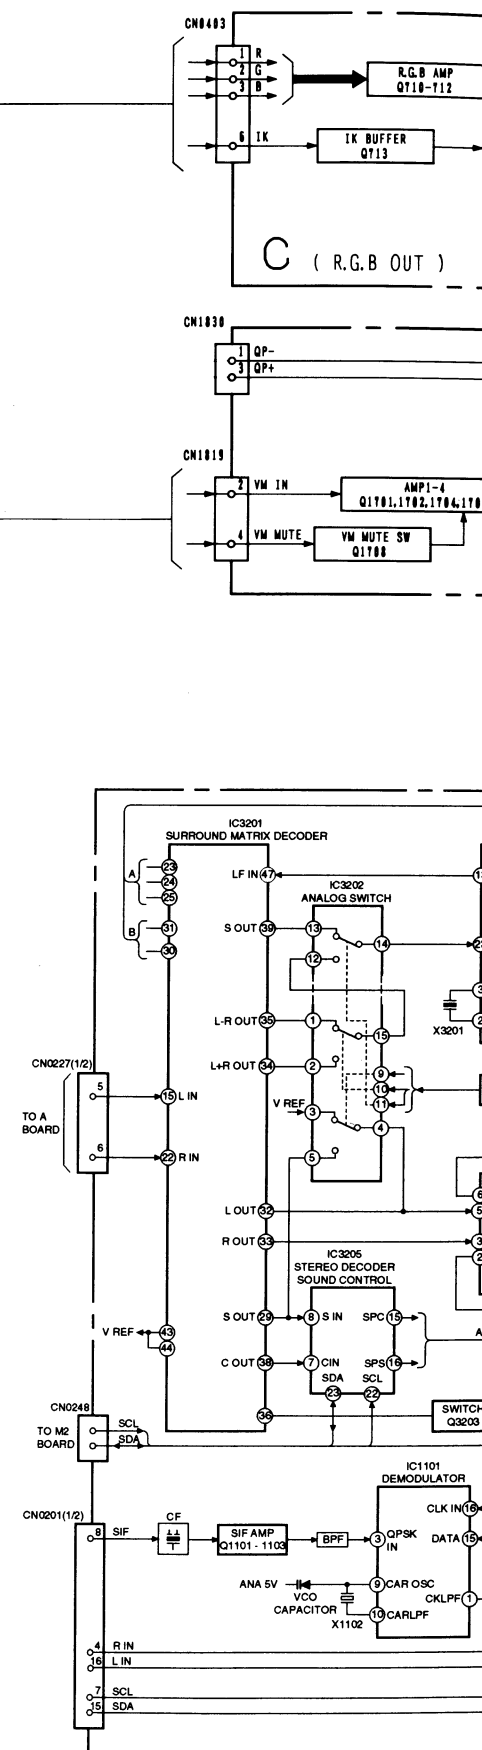 CN0403
1 R
2 G
3 B
6 IK
R.G.B AMP
Q710-712
IK BUFFER
Q713
C ( R.G.B OUT )
CN1830
1 QP-
3 QP+
CN1819
2 VM IN
AMP1-4
Q1701,1702,1704,170
4 VM MUTE
VM MUTE SW
Q1708
IC3201
SURROUND MATRIX DECODER
A
23
24
25
B
31
30
LF IN 47
IC3202
ANALOG SWITCH
S OUT 39
13
14
12
X3201
L-R OUT 35
1
15
L+R OUT 34
2
9
10
11
V REF
3
4
5
CN0227(1/2)
TO A
BOARD
5
15 L IN
6
22 R IN
L OUT 32
R OUT 33
IC3205
STEREO DECODER
SOUND CONTROL
S OUT 29
8 S IN
SPC 15
A
V REF
43
44
C OUT 38
7 CIN
SPS 16
SDA
SCL
23
22
36
SWITCH
Q3203
CN0248
TO M2
BOARD
SCL
SDA
IC1101
DEMODULATOR
CN0201(1/2)
8 SIF
CF
SIF AMP
Q1101 - 1103
BPF
3 QPSK
IN
CLK IN 16
DATA 15
ANA 5V
VCO
CAPACITOR
X1102
9 CAR OSC
CKLPF 1
10 CARLPF
4 R IN
16 L IN
7 SCL
15 SDA